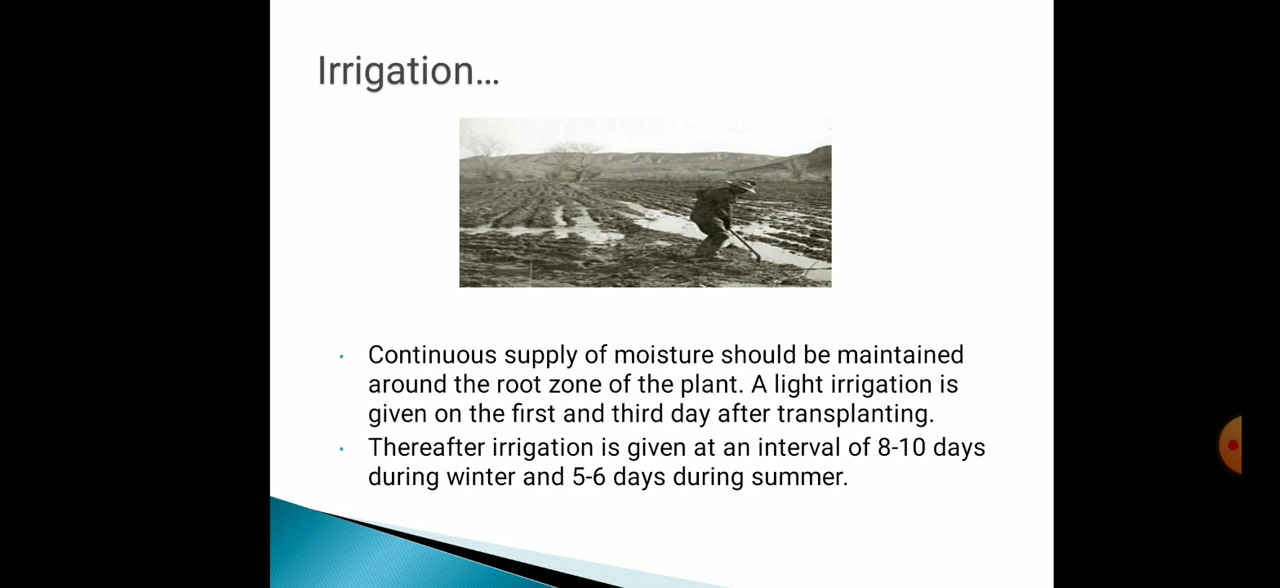 Irrigation…
• Continuous supply of moisture should be maintained
around the root zone of the plant. A light irrigation is
given on the first and third day after transplanting.
• Thereafter irrigation is given at an interval of 8-10 days
during winter and 5-6 days during summer.